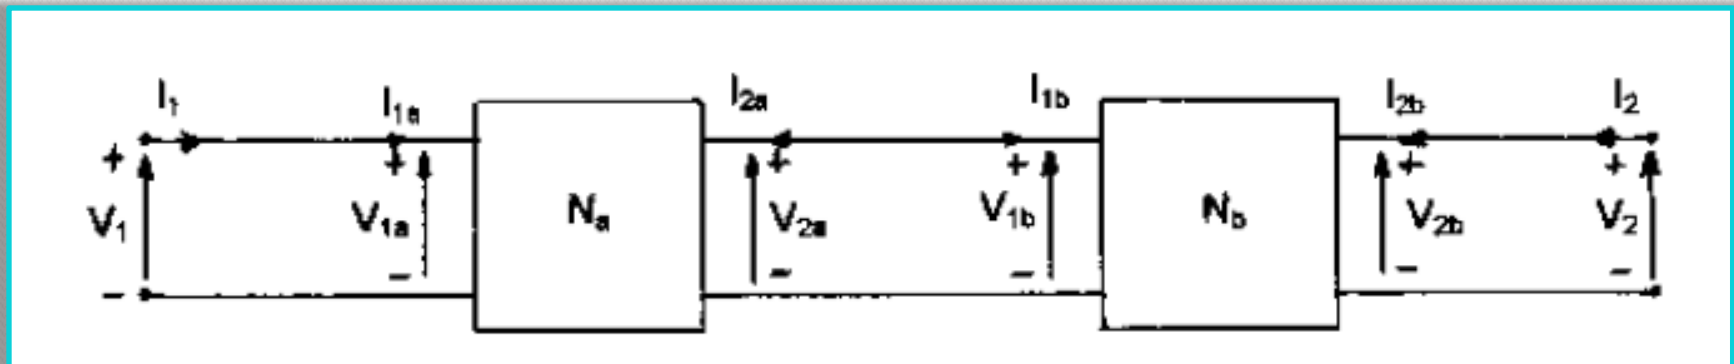 I₁ I₁ₐ I₂ₐ I₁b I₂b I₂
+ + + + + +
V₁ V₁ₐ Nₐ V₂ₐ V₁b Nb V₂b V₂
− − − − − −